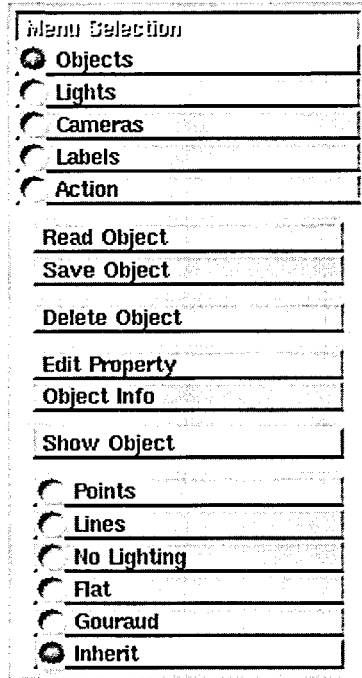 Menu Selection
Objects
Lights
Cameras
Labels
Action
Read Object
Save Object
Delete Object
Edit Property
Object Info
Show Object
Points
Lines
No Lighting
Flat
Gouraud
Inherit